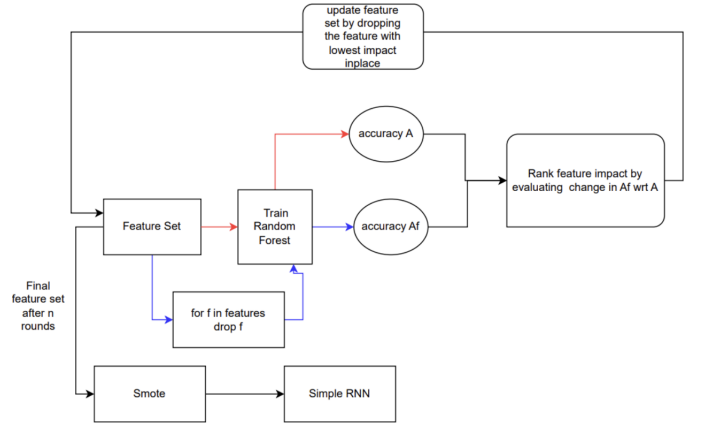 update feature
set by dropping
the feature with
lowest impact
inplace
accuracy A
Rank feature impact by
evaluating change in Af wrt A
Train
Random
Forest
Feature Set
accuracy Af
Final
feature set
after n
rounds
for f in features
drop f
Smote
Simple RNN